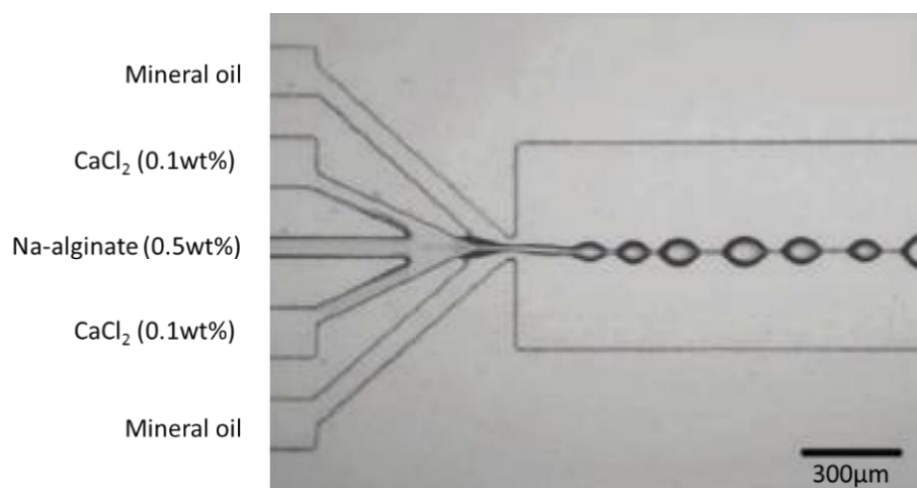 Mineral oil
CaCl₂ (0.1wt%)
Na-alginate (0.5wt%)
CaCl₂ (0.1wt%)
Mineral oil
300μm